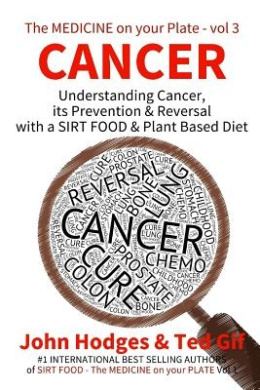 The MEDICINE on your Plate - vol 3
CANCER
Understanding Cancer,
its Prevention & Reversal
with a SIRT FOOD & Plant Based Diet
REVERSAL
LUNG
BONE
CANCER
CHEMO
CURE
PROSTATE
COLON
John Hodges & Ted Gif
#1 INTERNATIONAL BEST SELLING AUTHORS
of SIRT FOOD - The MEDICINE on your PLATE Vol 1